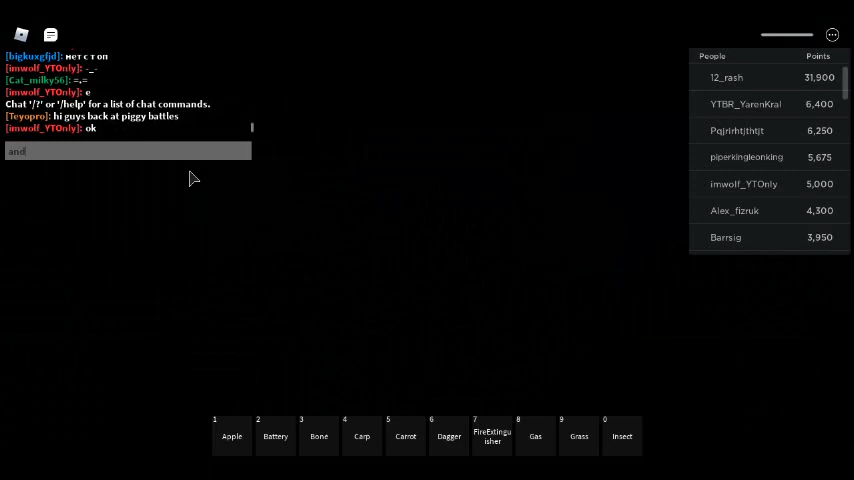 [bigkuxgfjd]: мет с т оп
[imwolf_YTOnly]: -_-
[Cat_milky56]: =.=
[imwolf_YTOnly]: e
Chat '/?' or '/help' for a list of chat commands.
[Teyopro]: hi guys back at piggy battles
[imwolf_YTOnly]: ok
and
People Points
12_rash 31,900
YTBR_YarenKral 6,400
Pqjrirhtjthtjt 6,250
piperkingleonking 5,675
imwolf_YTOnly 5,000
Alex_fizruk 4,300
Barrsig 3,950
1 2 3 4 5 6 7 8 9 0
Apple Battery Bone Carp Carrot Dagger FireExtingu Gas Grass Insect
isher